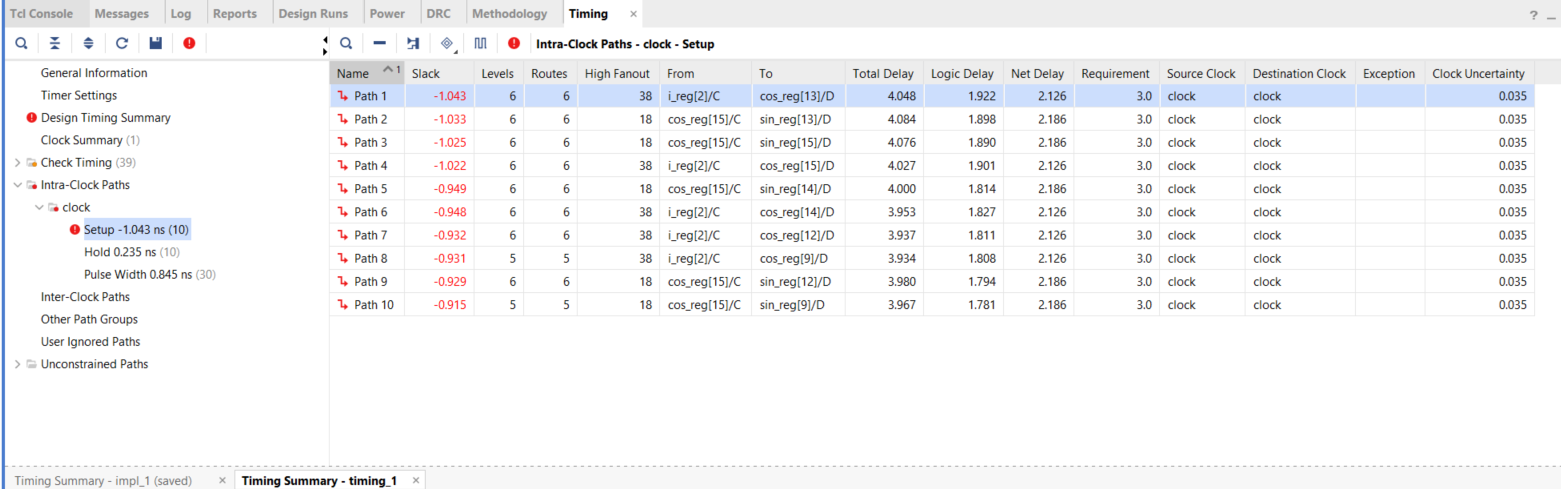 Tcl Console Messages Log Reports Design Runs Power DRC Methodology Timing × ? _
Intra-Clock Paths - clock - Setup
General Information
Timer Settings
Design Timing Summary
Clock Summary (1)
Check Timing (39)
Intra-Clock Paths
clock
Setup -1.043 ns (10)
Hold 0.235 ns (10)
Pulse Width 0.845 ns (30)
Inter-Clock Paths
Other Path Groups
User Ignored Paths
Unconstrained Paths
Name 1 Slack Levels Routes High Fanout From To Total Delay Logic Delay Net Delay Requirement Source Clock Destination Clock Exception Clock Uncertainty
Path 1 -1.043 6 6 38 i_reg[2]/C cos_reg[13]/D 4.048 1.922 2.126 3.0 clock clock 0.035
Path 2 -1.033 6 6 18 cos_reg[15]/C sin_reg[13]/D 4.084 1.898 2.186 3.0 clock clock 0.035
Path 3 -1.025 6 6 18 cos_reg[15]/C sin_reg[15]/D 4.076 1.890 2.186 3.0 clock clock 0.035
Path 4 -1.022 6 6 38 i_reg[2]/C cos_reg[15]/D 4.027 1.901 2.126 3.0 clock clock 0.035
Path 5 -0.949 6 6 18 cos_reg[15]/C sin_reg[14]/D 4.000 1.814 2.186 3.0 clock clock 0.035
Path 6 -0.948 6 6 38 i_reg[2]/C cos_reg[14]/D 3.953 1.827 2.126 3.0 clock clock 0.035
Path 7 -0.932 6 6 38 i_reg[2]/C cos_reg[12]/D 3.937 1.811 2.126 3.0 clock clock 0.035
Path 8 -0.931 5 5 38 i_reg[2]/C cos_reg[9]/D 3.934 1.808 2.126 3.0 clock clock 0.035
Path 9 -0.929 6 6 18 cos_reg[15]/C sin_reg[12]/D 3.980 1.794 2.186 3.0 clock clock 0.035
Path 10 -0.915 5 5 18 cos_reg[15]/C sin_reg[9]/D 3.967 1.781 2.186 3.0 clock clock 0.035
Timing Summary - impl_1 (saved) × Timing Summary - timing_1 ×